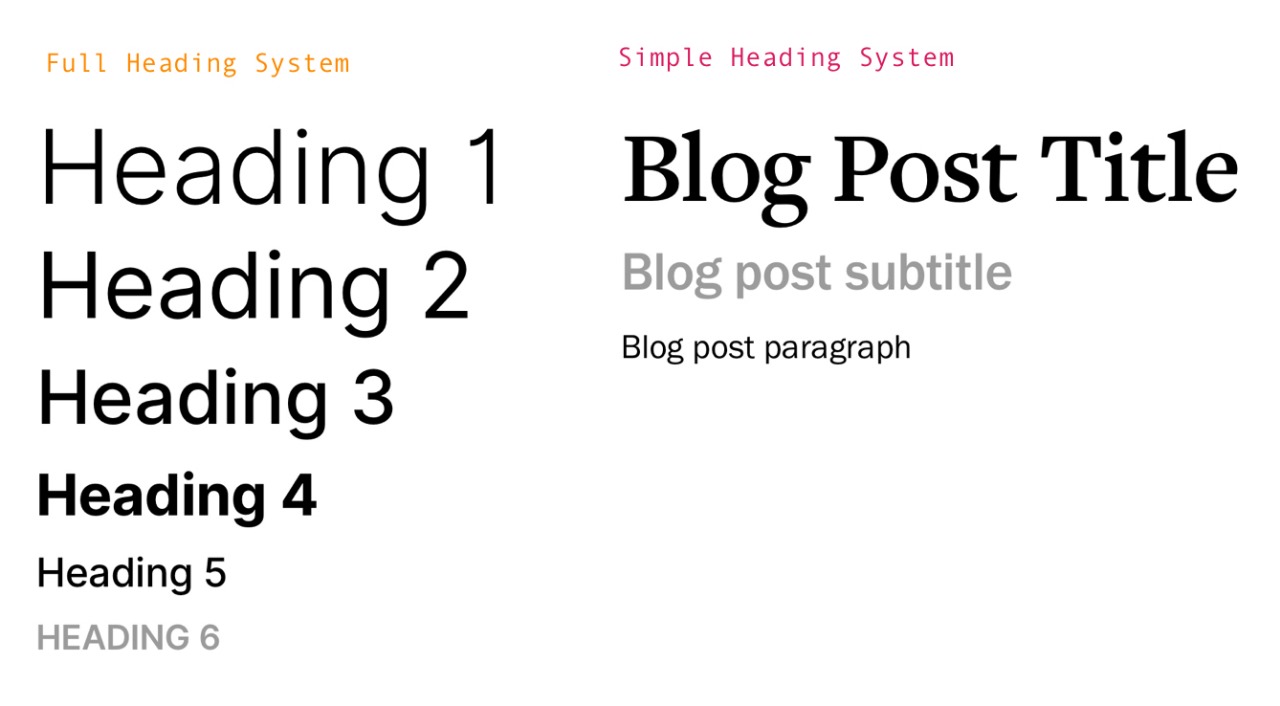 Full Heading System
Heading 1
Heading 2
Heading 3
Heading 4
Heading 5
HEADING 6
Simple Heading System
Blog Post Title
Blog post subtitle
Blog post paragraph